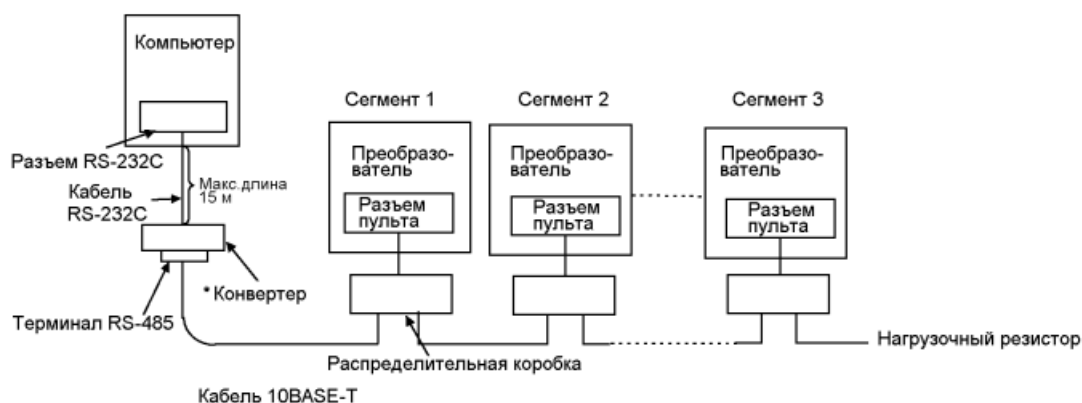 Компьютер
Разъем RS-232C
Кабель
RS-232C
Макс.длина
15 м
* Конвертер
Терминал RS-485
Сегмент 1
Преобразо-
ватель
Разъем
пульта
Сегмент 2
Преобразо-
ватель
Разъем
пульта
Сегмент 3
Преобразо-
ватель
Разъем
пульта
Распределительная коробка
Нагрузочный резистор
Кабель 10BASE-T